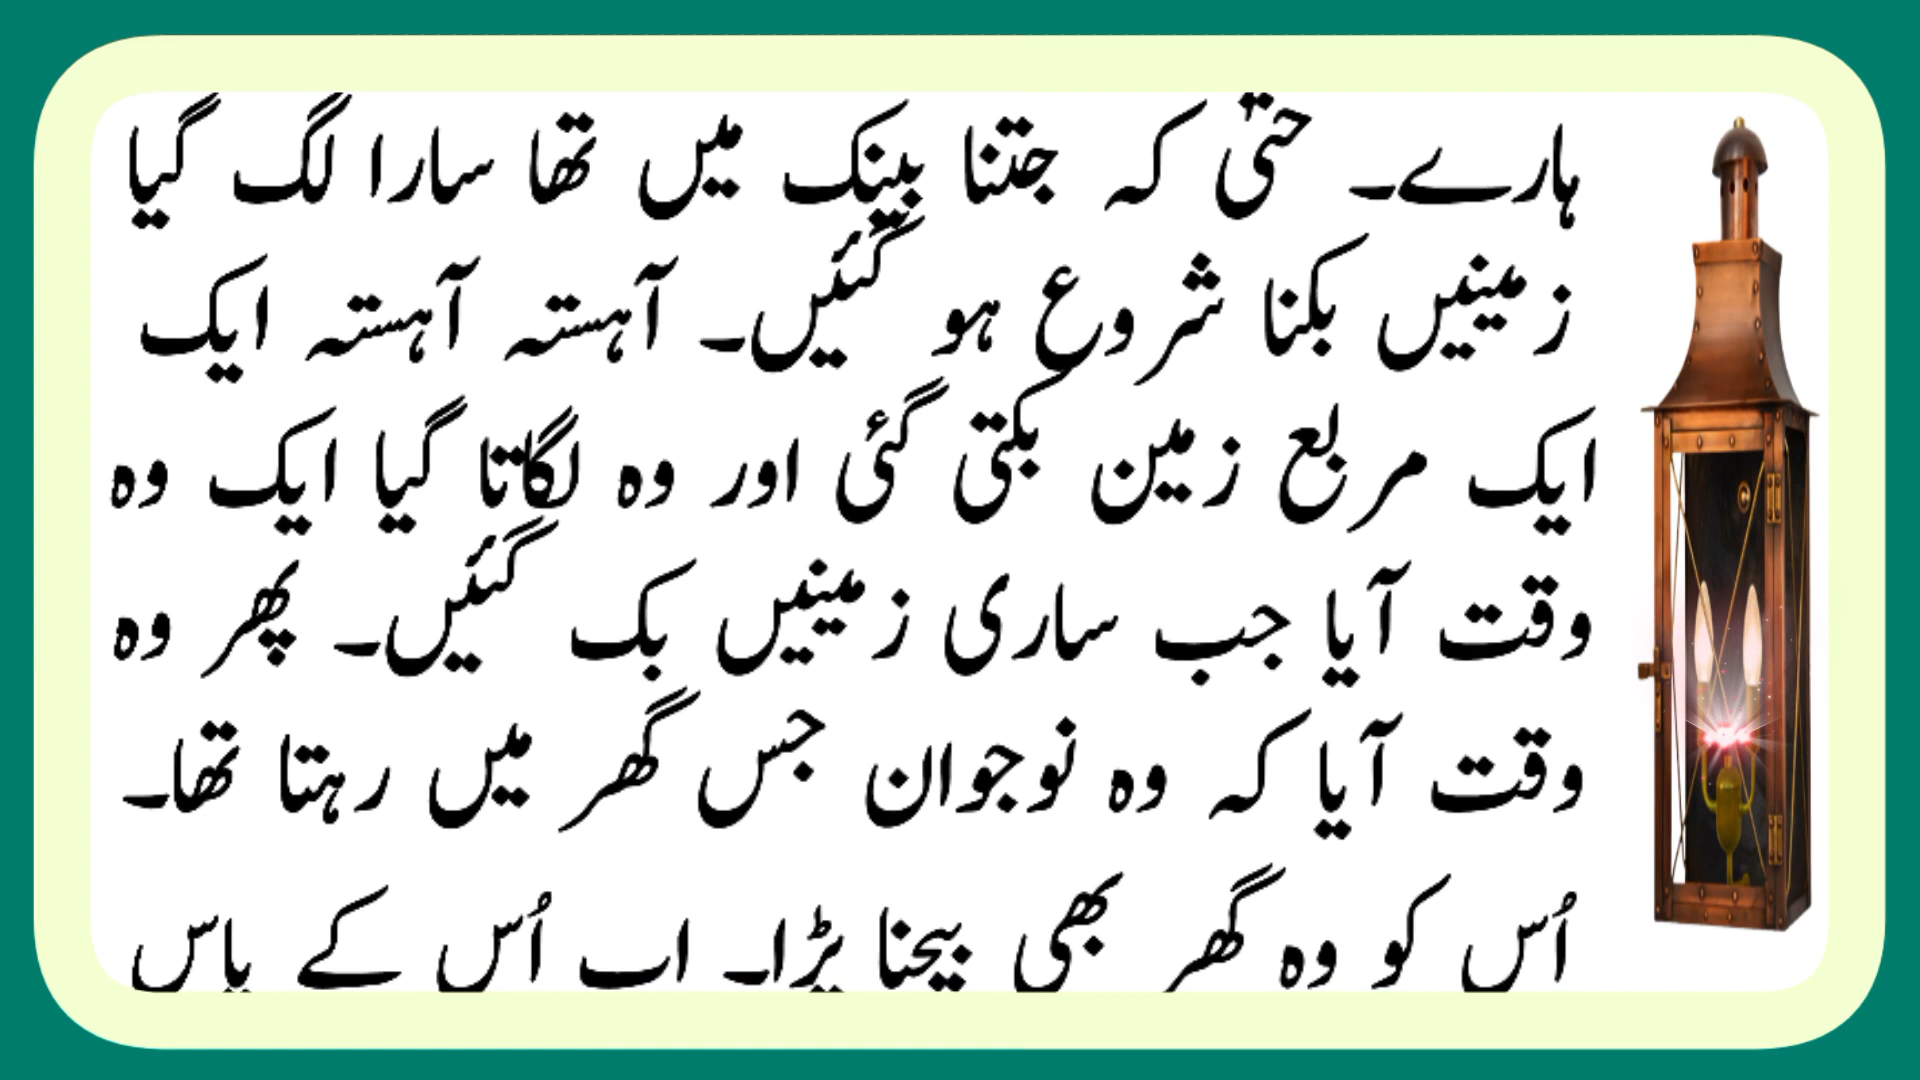 ہارے۔ حتیٰ کہ جتنا بینک میں تھا سارا لگ گیا
زمینیں بکنا شروع ہو گئیں۔ آہستہ آہستہ ایک
ایک مربع زمین بکتی گئی اور وہ لگاتا گیا ایک وہ
وقت آیا جب ساری زمینیں بک گئیں۔ پھر وہ
وقت آیا کہ وہ نوجوان جس گھر میں رہتا تھا۔
اُس کو وہ گھر بھی بیچنا پڑا۔ اب اُس کے پاس